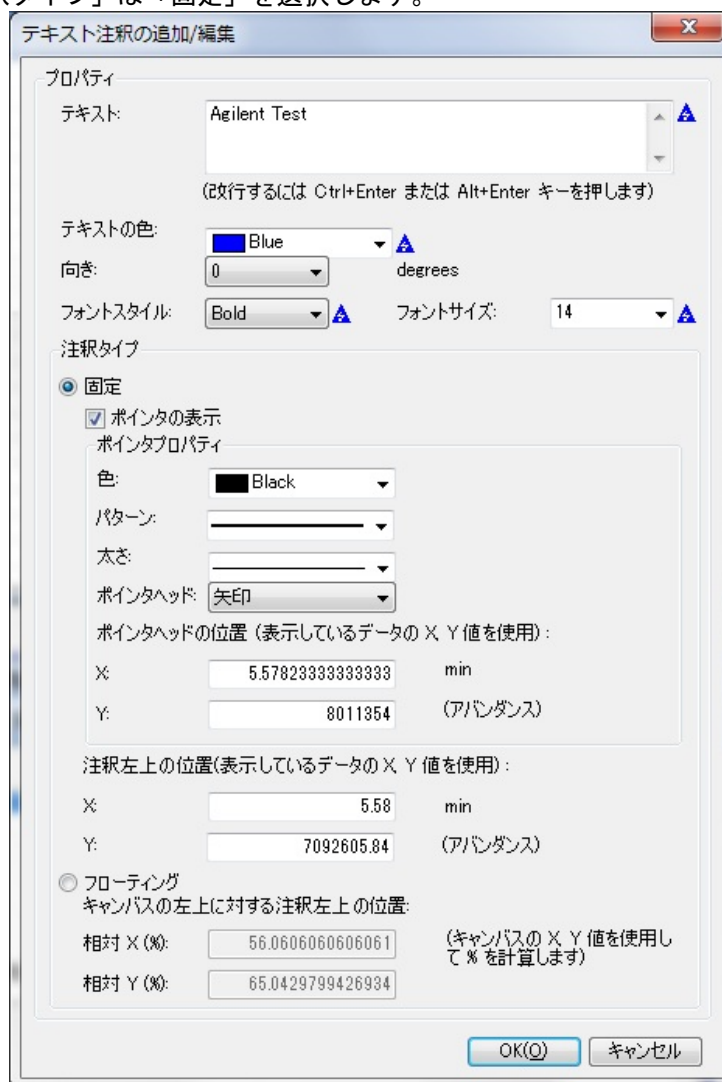 タイプ」は「固定」を選択します。
テキスト注釈の追加/編集
プロパティ
テキスト: Agilent Test
(改行するには Ctrl+Enter または Alt+Enter キーを押します)
テキストの色: Blue
向き: 0 degrees
フォントスタイル: Bold フォントサイズ: 14
注釈タイプ
固定
ポインタの表示
ポインタプロパティ
色: Black
パターン:
太さ:
ポインタヘッド: 矢印
ポインタヘッドの位置 (表示しているデータの X, Y 値を使用) :
X: 5.57823333333333 min
Y: 8011354 (アバンダンス)
注釈左上の位置(表示しているデータの X, Y 値を使用) :
X: 5.58 min
Y: 7092605.84 (アバンダンス)
フローティング
キャンバスの左上に対する注釈左上の位置:
相対 X (%): 56.0606060606061 (キャンバスの X, Y 値を使用し
て % を計算します)
相対 Y (%): 65.0429799426934
OK(O) キャンセル